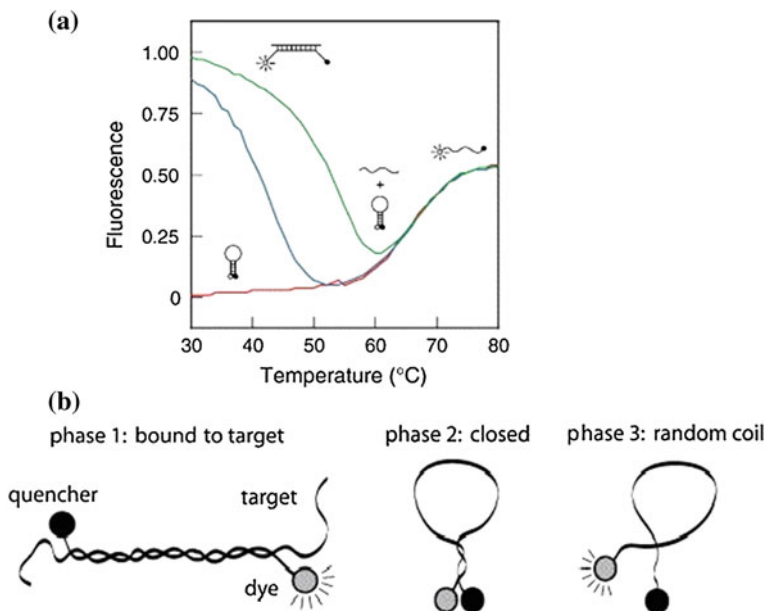 (a)
1.00
0.75
0.50
0.25
0
Fluorescence
30 40 50 60 70 80
Temperature (°C)
+
(b)
phase 1: bound to target
phase 2: closed
phase 3: random coil
quencher
target
dye